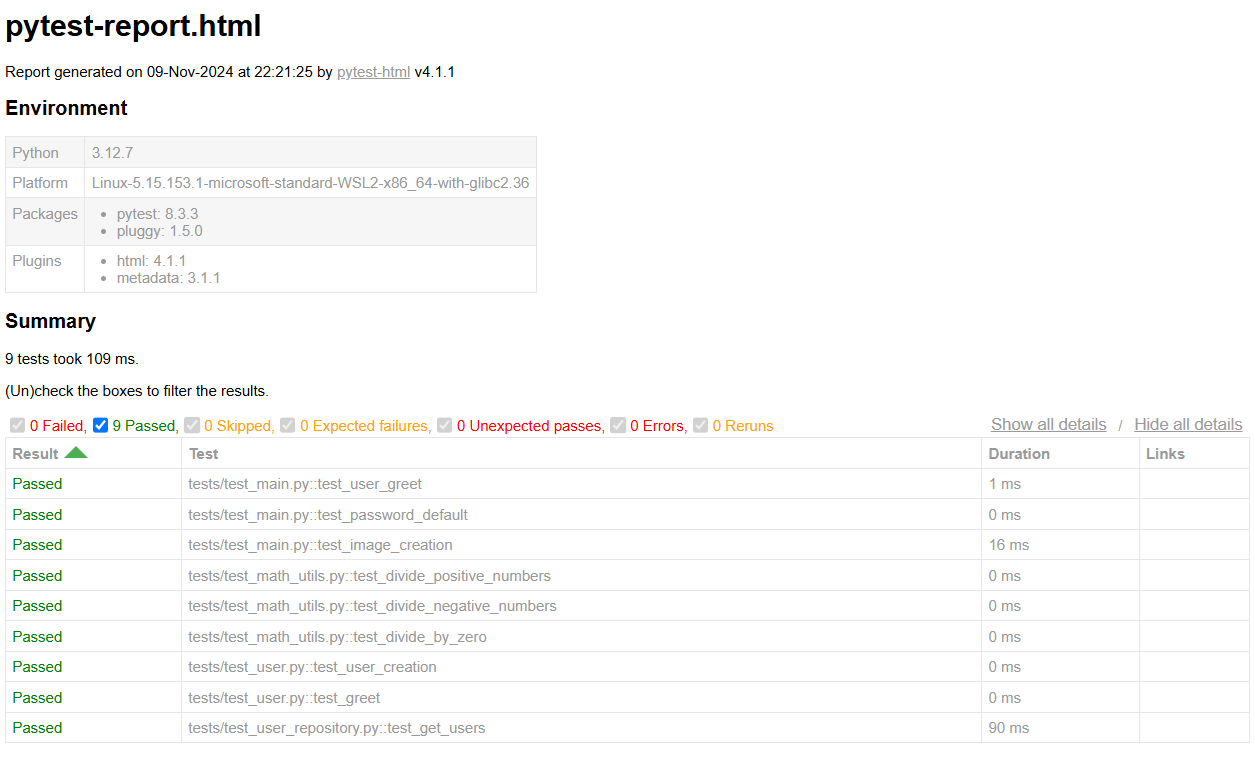 pytest-report.html
Report generated on 09-Nov-2024 at 22:21:25 by pytest-html v4.1.1
Environment
Python 3.12.7
Platform Linux-5.15.153.1-microsoft-standard-WSL2-x86_64-with-glibc2.36
Packages • pytest: 8.3.3
• pluggy: 1.5.0
Plugins • html: 4.1.1
• metadata: 3.1.1
Summary
9 tests took 109 ms.
(Un)check the boxes to filter the results.
0 Failed, 9 Passed, 0 Skipped, 0 Expected failures, 0 Unexpected passes, 0 Errors, 0 Reruns Show all details / Hide all details
Result Test Duration Links
Passed tests/test_main.py::test_user_greet 1 ms
Passed tests/test_main.py::test_password_default 0 ms
Passed tests/test_main.py::test_image_creation 16 ms
Passed tests/test_math_utils.py::test_divide_positive_numbers 0 ms
Passed tests/test_math_utils.py::test_divide_negative_numbers 0 ms
Passed tests/test_math_utils.py::test_divide_by_zero 0 ms
Passed tests/test_user.py::test_user_creation 0 ms
Passed tests/test_user.py::test_greet 0 ms
Passed tests/test_user_repository.py::test_get_users 90 ms